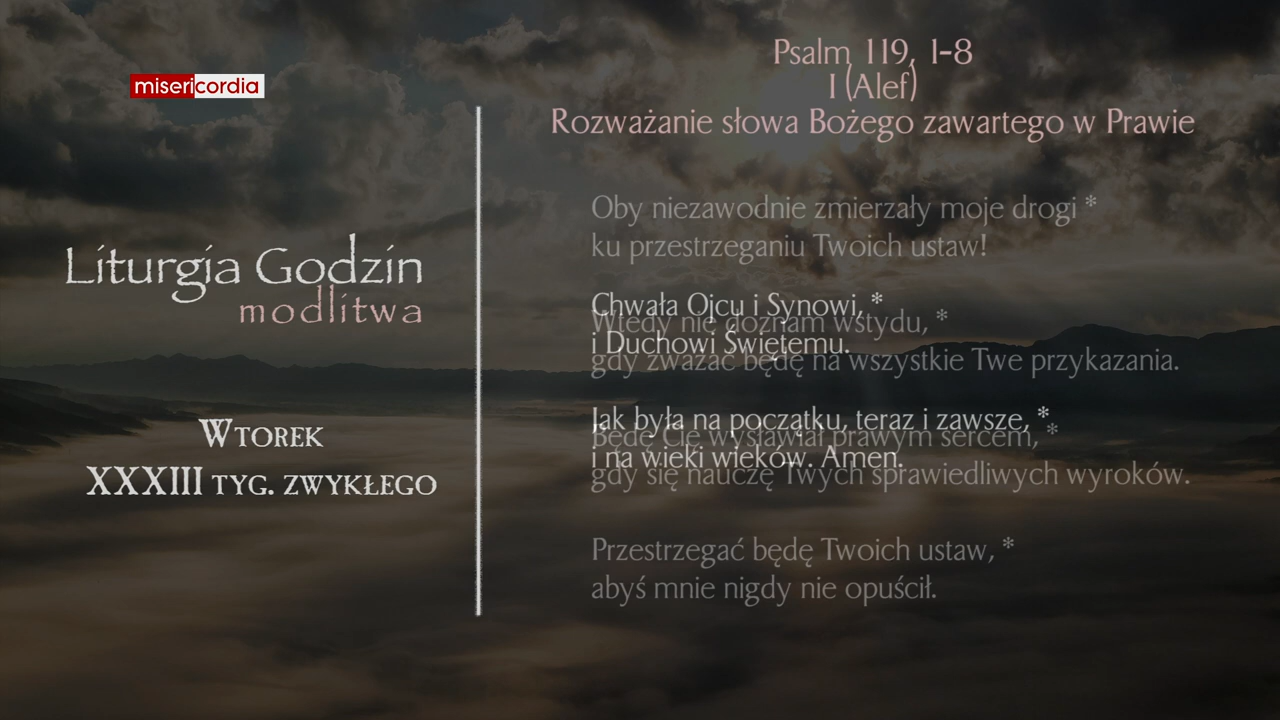 misericordia
Liturgia Godzin
modlitwa
Wtorek
XXXIII tyg. zwykłego
Psalm 119, 1-8
I (Alef)
Rozważanie słowa Bożego zawartego w Prawie
Oby niezawodnie zmierzały moje drogi *
ku przestrzeganiu Twoich ustaw!
Chwała Ojcu i Synowi, *
Wtedy nie doznam wstydu, *
i Duchowi Świętemu.
gdy zważać będę na wszystkie Twe przykazania.
Jak była na początku, teraz i zawsze, *
Będę Cię wysławiał prawym sercem, *
i na wieki wieków. Amen.
gdy się nauczę Twych sprawiedliwych wyroków.
Przestrzegać będę Twoich ustaw, *
abyś mnie nigdy nie opuścił.